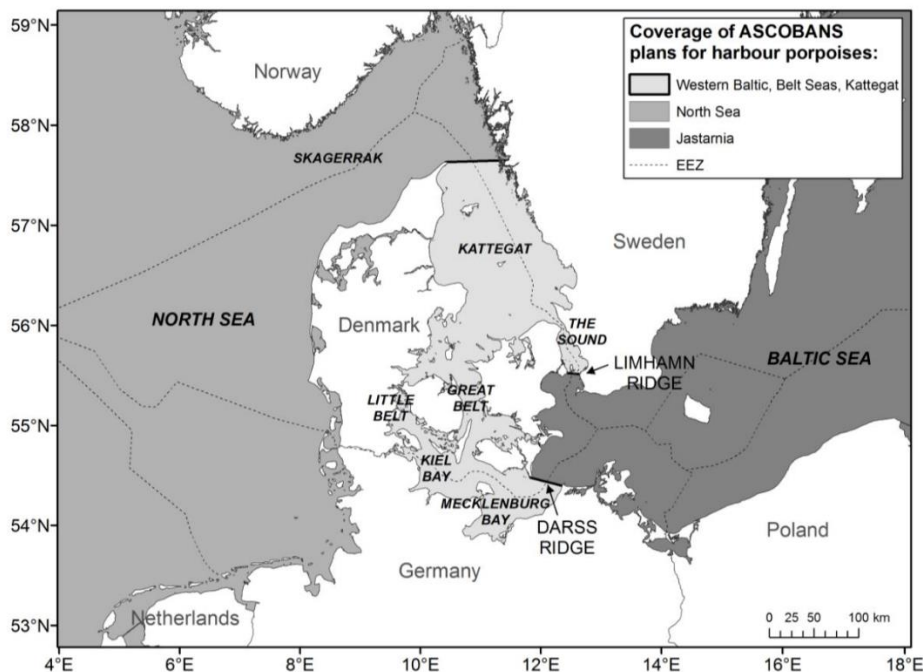 59°N
58°N
57°N
56°N
55°N
54°N
53°N
4°E
6°E
8°E
10°E
12°E
14°E
16°E
18°E
Coverage of ASCOBANS
plans for harbour porpoises:
Western Baltic, Belt Seas, Kattegat
North Sea
Jastarnia
EEZ
Norway
SKAGERRAK
KATTEGAT
Sweden
NORTH SEA
Denmark
THE
SOUND
LIMHAMN
RIDGE
BALTIC SEA
LITTLE
BELT
GREAT
BELT
KIEL
BAY
MECKLENBURG
BAY
DARSS
RIDGE
Poland
Germany
Netherlands
0 25 50 100 km